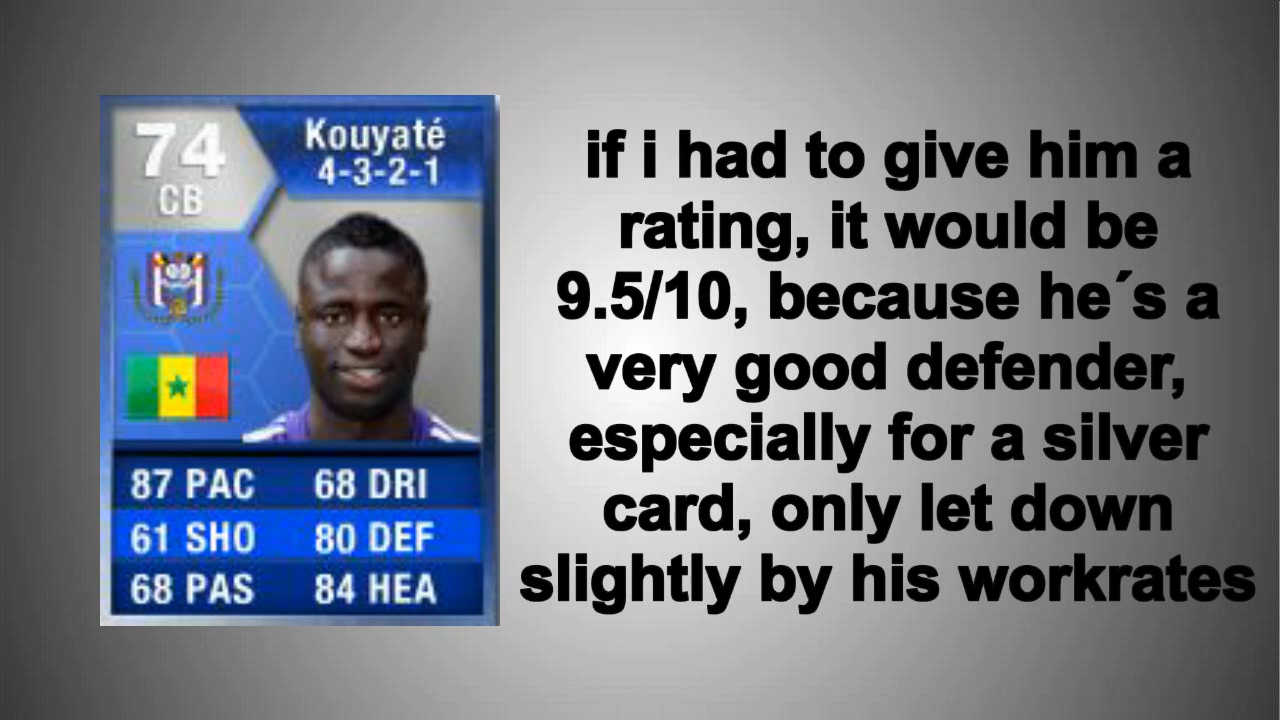 74
CB
Kouyaté
4-3-2-1
87 PAC 68 DRI
61 SHO 80 DEF
68 PAS 84 HEA
if i had to give him a
rating, it would be
9.5/10, because he´s a
very good defender,
especially for a silver
card, only let down
slightly by his workrates